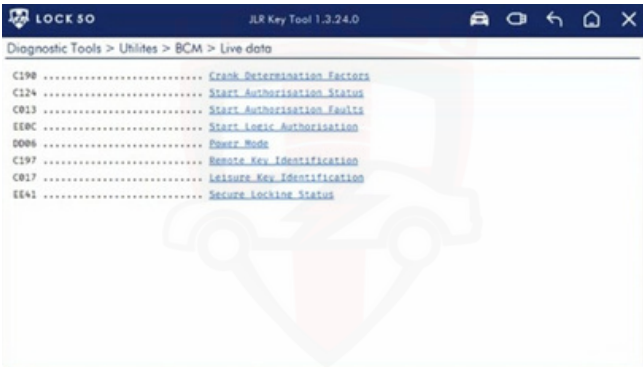 LOCK 50
JLR Key Tool 1.3.24.0
Diagnostic Tools > Utilites > BCM > Live data
C190 ............................ Crank Determination Factors
C124 ............................ Start Authorisation Status
C013 ............................ Start Authorisation Faults
EE0C ............................ Start Logic Authorisation
DD06 ............................ Power Mode
C197 ............................ Remote Key Identification
C017 ............................ Leisure Key Identification
EE41 ............................ Secure Locking Status